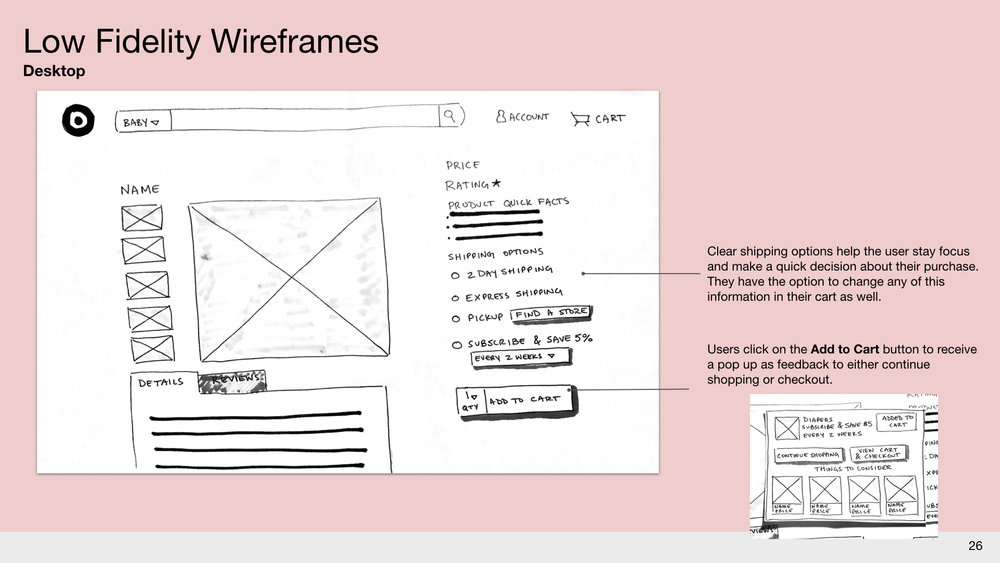 Low Fidelity Wireframes
Desktop
BABY
ACCOUNT
CART
NAME
PRICE
RATING★
PRODUCT QUICK FACTS
SHIPPING OPTIONS
2 DAY SHIPPING
EXPRESS SHIPPING
PICKUP FIND A STORE
SUBSCRIBE & SAVE 5%
EVERY 2 WEEKS
1
QTY
ADD TO CART
DETAILS
REVIEWS
Clear shipping options help the user stay focus
and make a quick decision about their purchase.
They have the option to change any of this
information in their cart as well.
Users click on the Add to Cart button to receive
a pop up as feedback to either continue
shopping or checkout.
DIAPERS
SUBSCRIBE & SAVE $5
EVERY 2 WEEKS
ADDED TO
CART
CONTINUE SHOPPING
VIEW CART
& CHECKOUT
THINGS TO CONSIDER
NAME NAME NAME NAME
PRICE PRICE PRICE PRICE
26